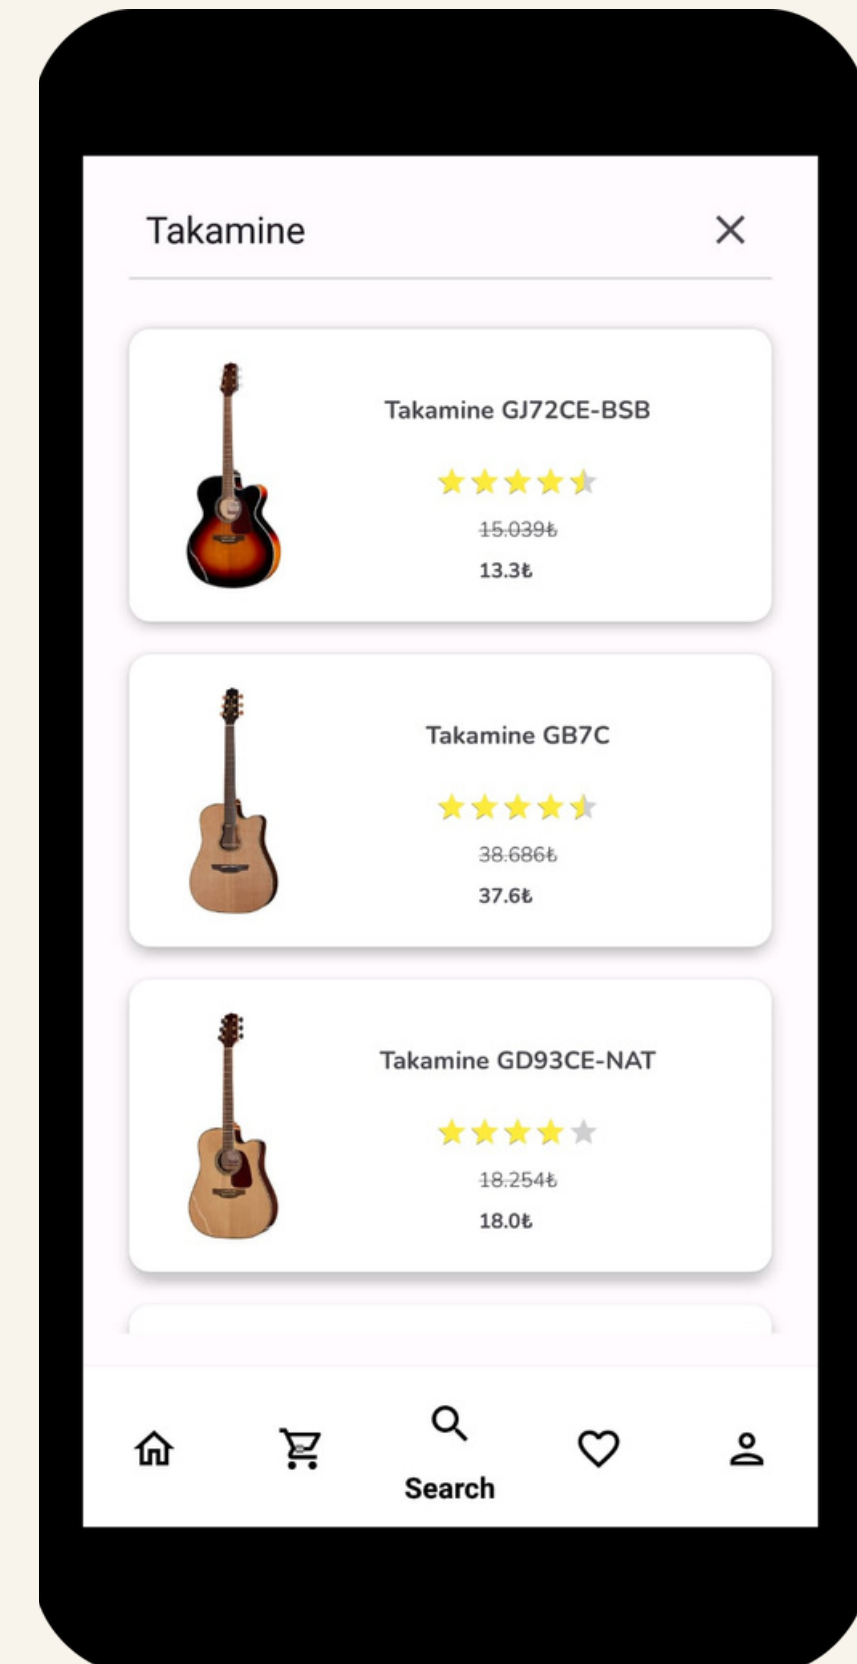 Takamine
Takamine GJ72CE-BSB
15.039₺
13.3₺
Takamine GB7C
38.686₺
37.6₺
Takamine GD93CE-NAT
18.254₺
18.0₺
Search